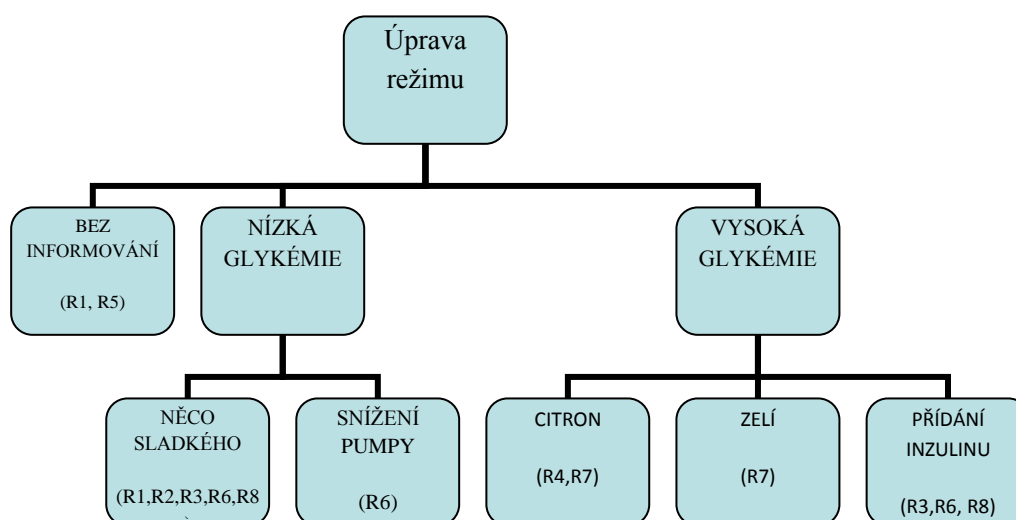 Úprava
režimu
BEZ
INFORMOVÁNÍ
(R1, R5)
NÍZKÁ
GLYKÉMIE
VYSOKÁ
GLYKÉMIE
NĚCO
SLADKÉHO
(R1,R2,R3,R6,R8
)
SNÍŽENÍ
PUMPY
(R6)
CITRON
(R4,R7)
ZELÍ
(R7)
PŘÍDÁNÍ
INZULINU
(R3,R6, R8)